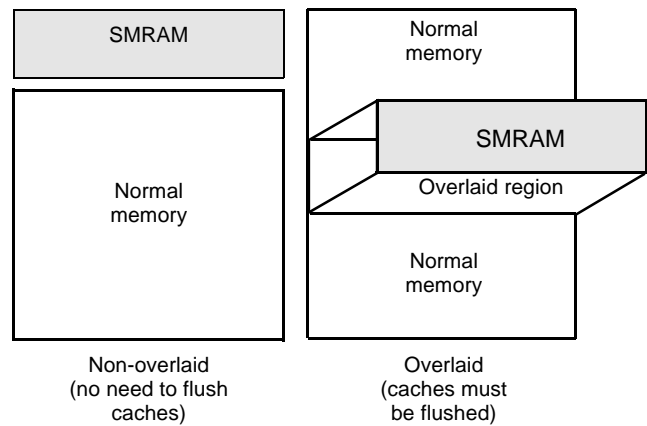 SMRAM
Normal
memory
Non-overlaid
(no need to flush
caches)
Normal
memory
SMRAM
Overlaid region
Normal
memory
Overlaid
(caches must
be flushed)